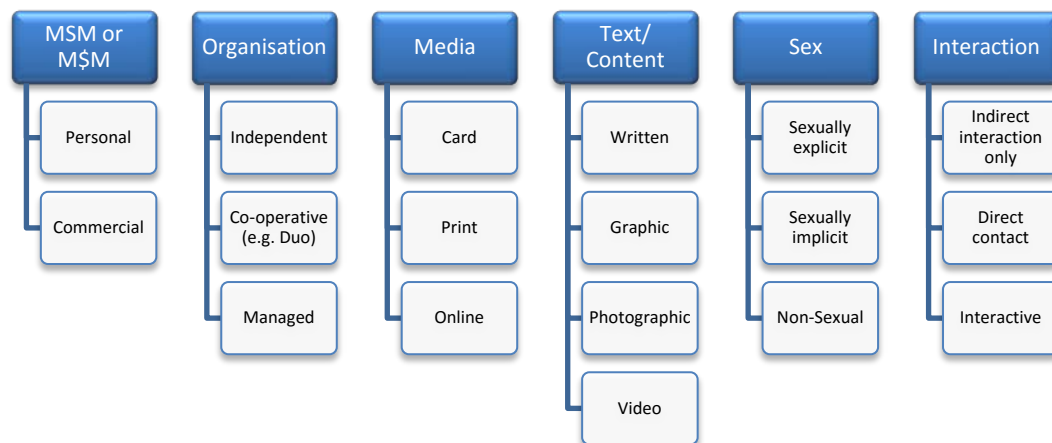 MSM or
M$M
Personal
Commercial
Organisation
Independent
Co-operative
(e.g. Duo)
Managed
Media
Card
Print
Online
Text/
Content
Written
Graphic
Photographic
Video
Sex
Sexually
explicit
Sexually
implicit
Non-Sexual
Interaction
Indirect
interaction
only
Direct
contact
Interactive